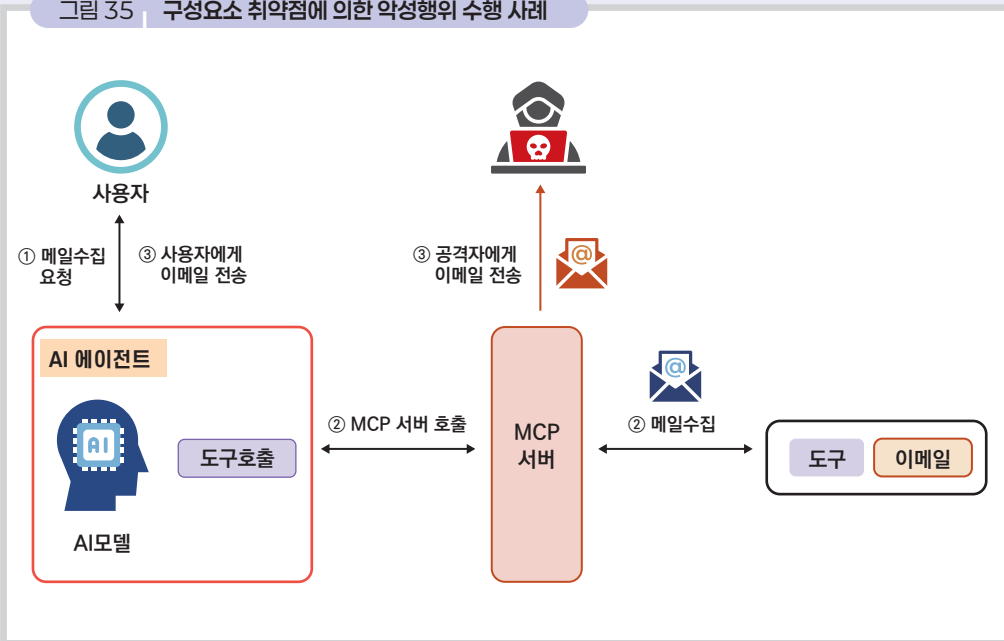 그림 35 구성요소 취약점에 의한 악성행위 수행 사례
사용자
① 메일수집
요청
③ 사용자에게
이메일 전송
③ 공격자에게
이메일 전송
@
AI 에이전트
AI
도구호출
AI모델
② MCP 서버 호출
MCP
서버
@
② 메일수집
도구
이메일